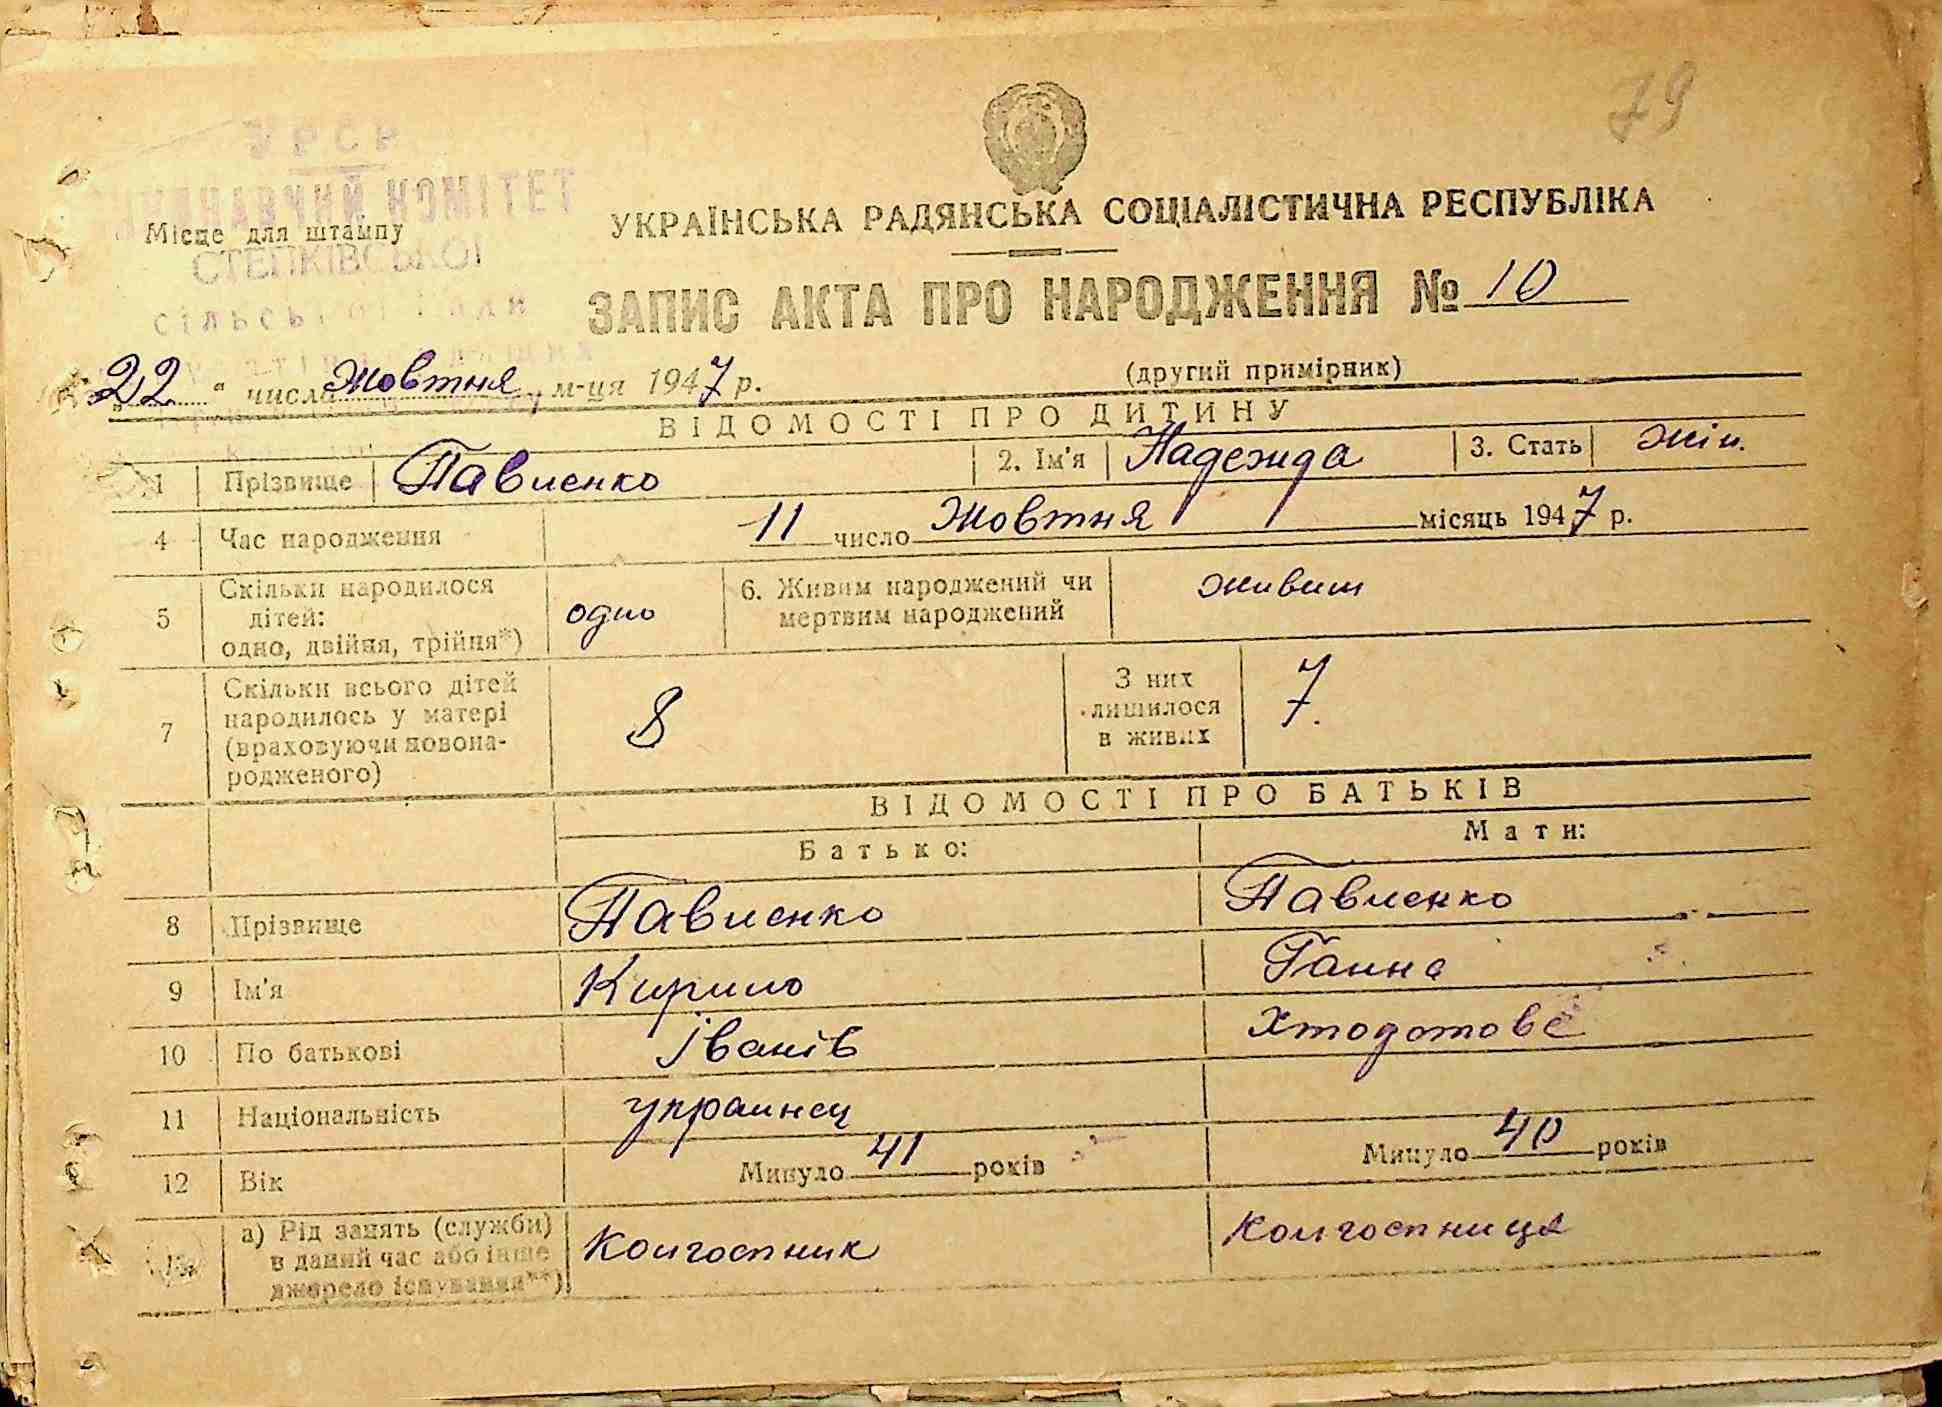 79
УРСР
ВИКОНАВЧИЙ КОМІТЕТ
Місце для штампу
СТЕПКІВСЬКОЇ
сільської Ради
УКРАЇНСЬКА РАДЯНСЬКА СОЦІАЛІСТИЧНА РЕСПУБЛІКА
ЗАПИС АКТА ПРО НАРОДЖЕННЯ № 10
(другий примірник)
„22“ числа Жовтня м-ця 1947 р.
ВІДОМОСТІ ПРО ДИТИНУ
1 Прізвище Павленко 2. Ім'я Надежда 3. Стать жін.
4 Час народження 11 число Жовтня місяць 1947 р.
5 Скільки народилося дітей: одно, двійня, трійня*) одно 6. Живим народжений чи мертвим народжений живим
7 Скільки всього дітей народилось у матері (враховуючи новонародженого) 8 З них лишилося в живих 7.
ВІДОМОСТІ ПРО БАТЬКІВ
Батько: Мати:
8 Прізвище Павленко Павленко
9 Ім'я Кирило Ганна
10 По батькові Іванів
11 Національність украинец
12 Вік Минуло 41 років Минуло 40 років
а) Рід занять (служби) в даний час або інше джерело існування**) Колгоспник Колгоспниця